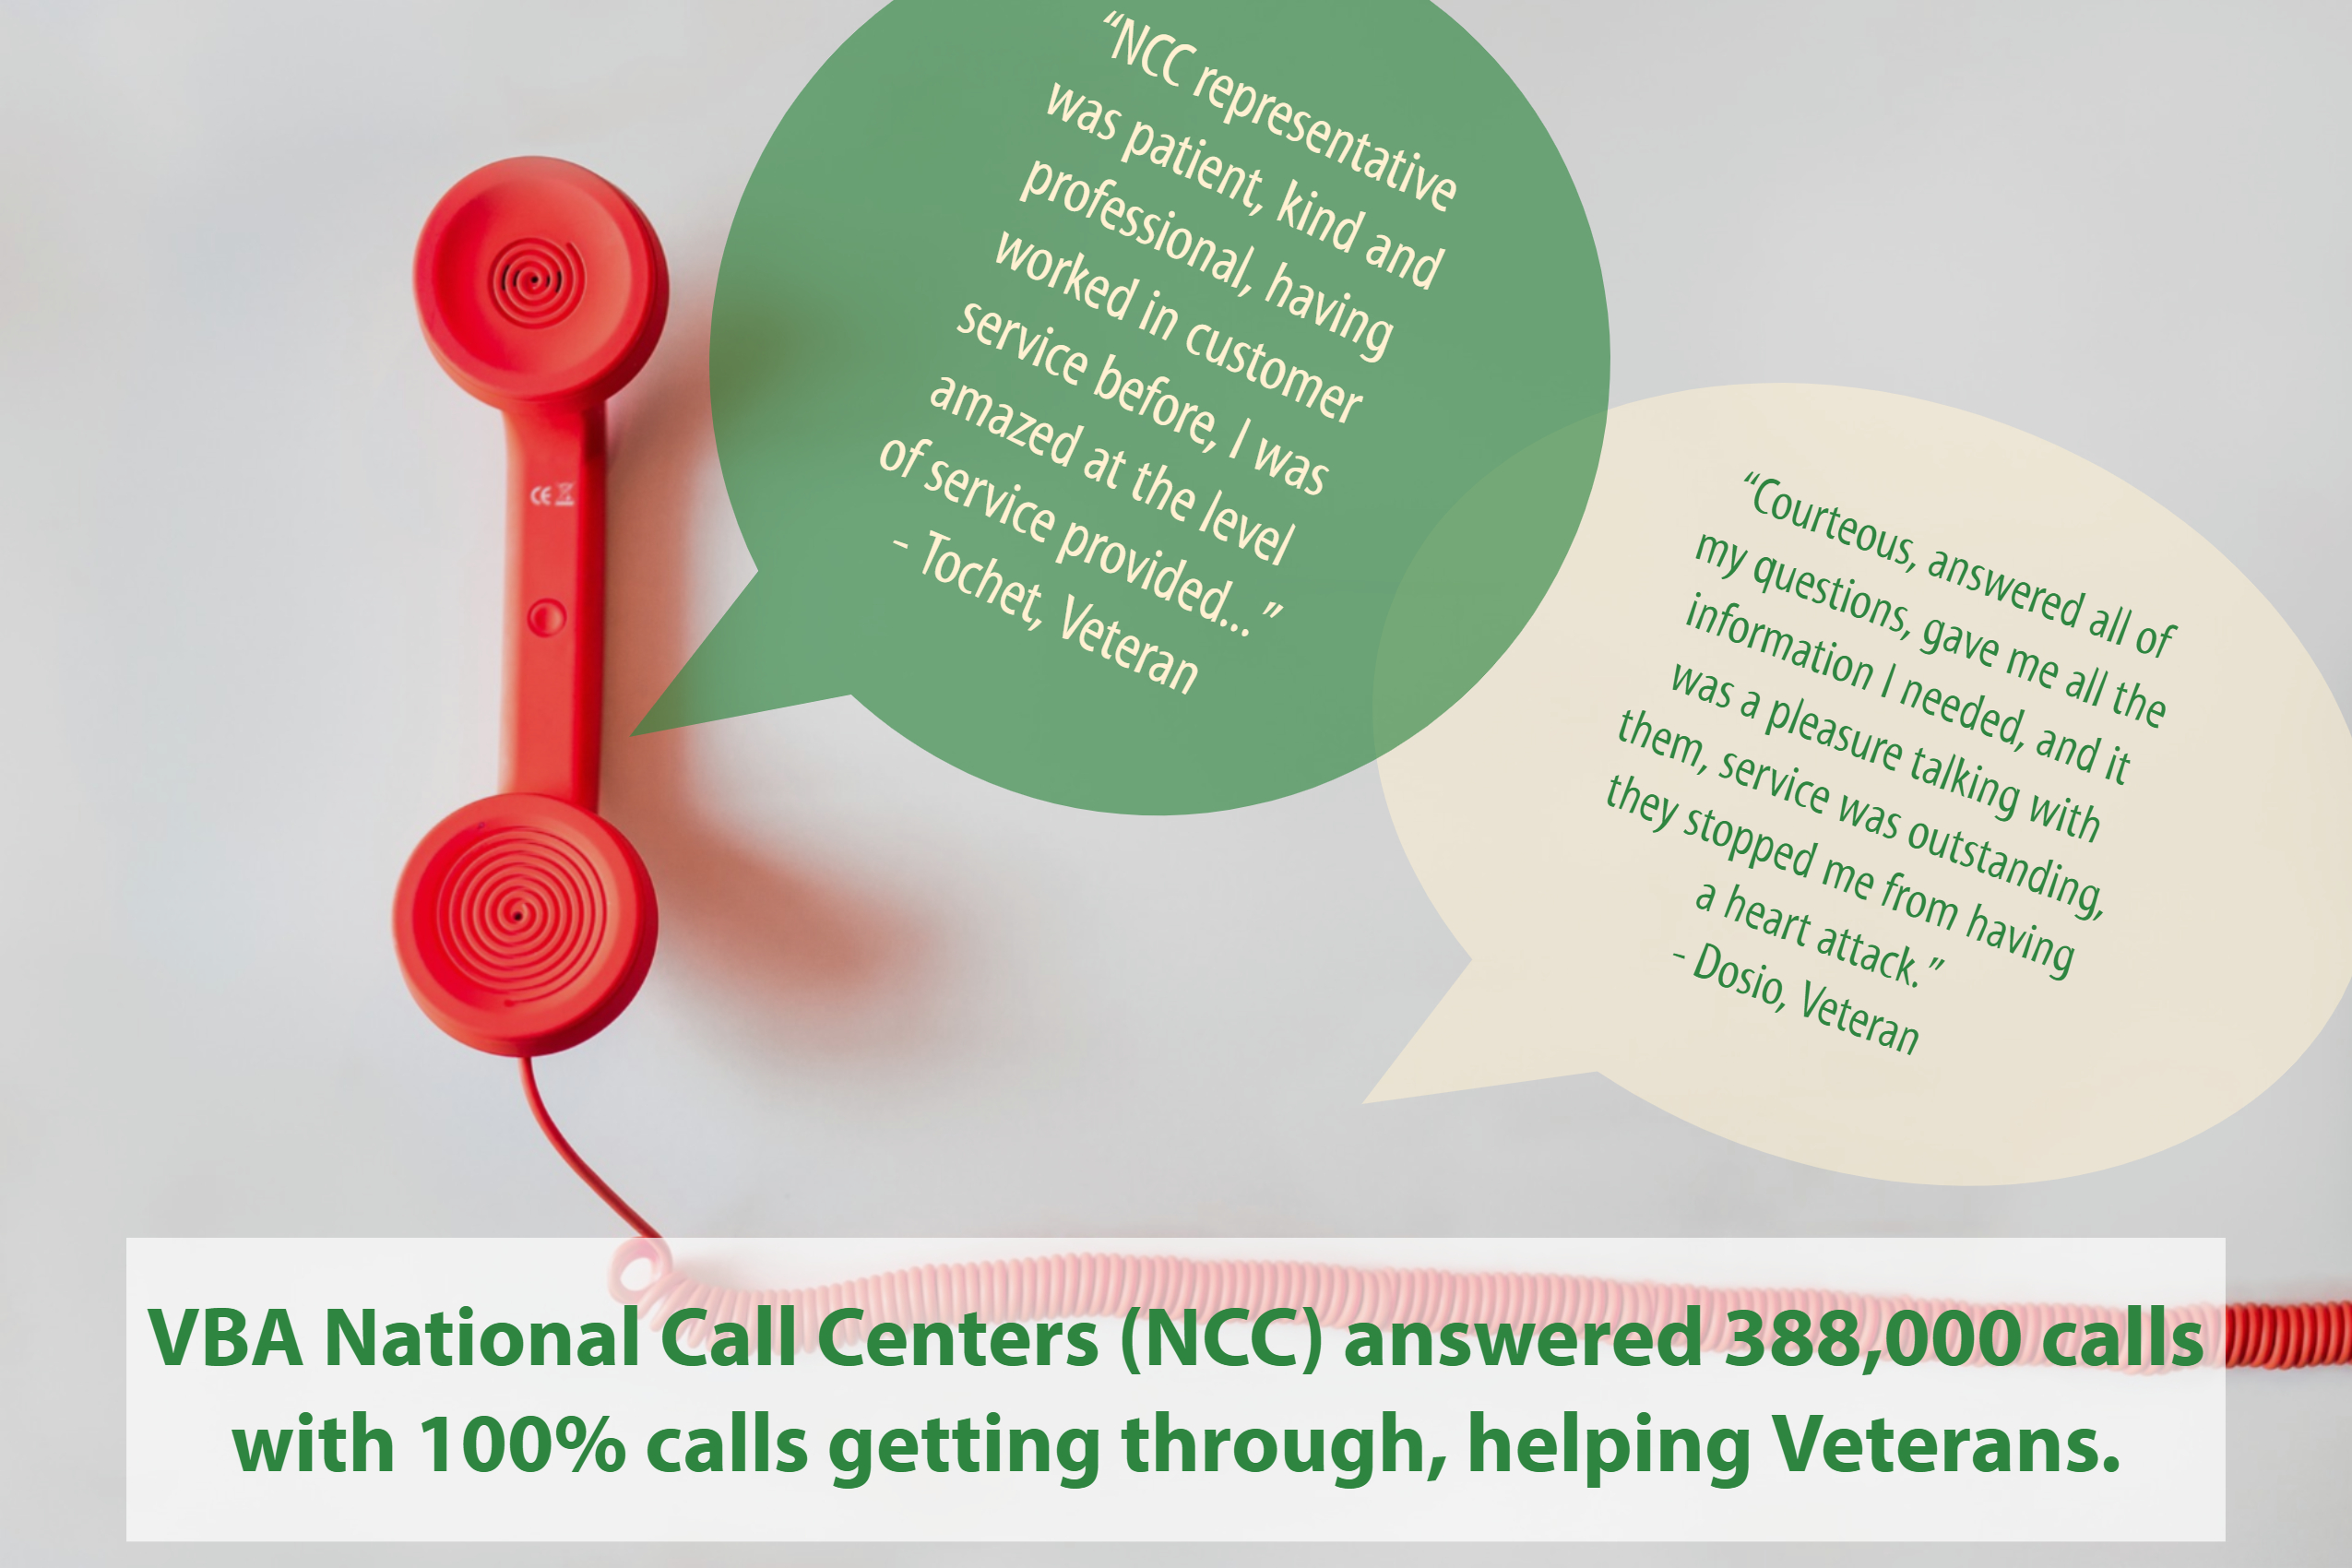 “NCC representative
was patient, kind and
professional, having
worked in customer
service before, I was
amazed at the level
of service provided...”
- Tochet, Veteran
“Courteous, answered all of
my questions, gave me all the
information I needed, and it
was a pleasure talking with
them, service was outstanding,
they stopped me from having
a heart attack.”
- Dosio, Veteran
CE
VBA National Call Centers (NCC) answered 388,000 calls
with 100% calls getting through, helping Veterans.